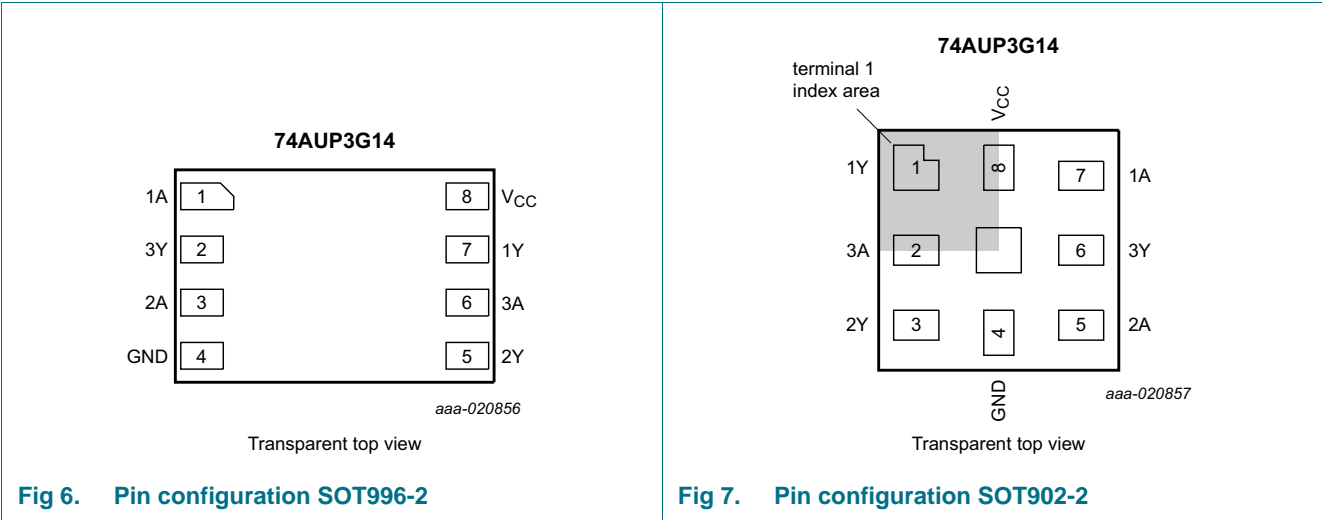 74AUP3G14
1A 1 8 VCC
3Y 2 7 1Y
2A 3 6 3A
GND 4 5 2Y
aaa-020856
Transparent top view
Fig 6. Pin configuration SOT996-2
74AUP3G14
terminal 1
index area
VCC
1Y 1 8 7 1A
3A 2 6 3Y
2Y 3 4 5 2A
GND
aaa-020857
Transparent top view
Fig 7. Pin configuration SOT902-2